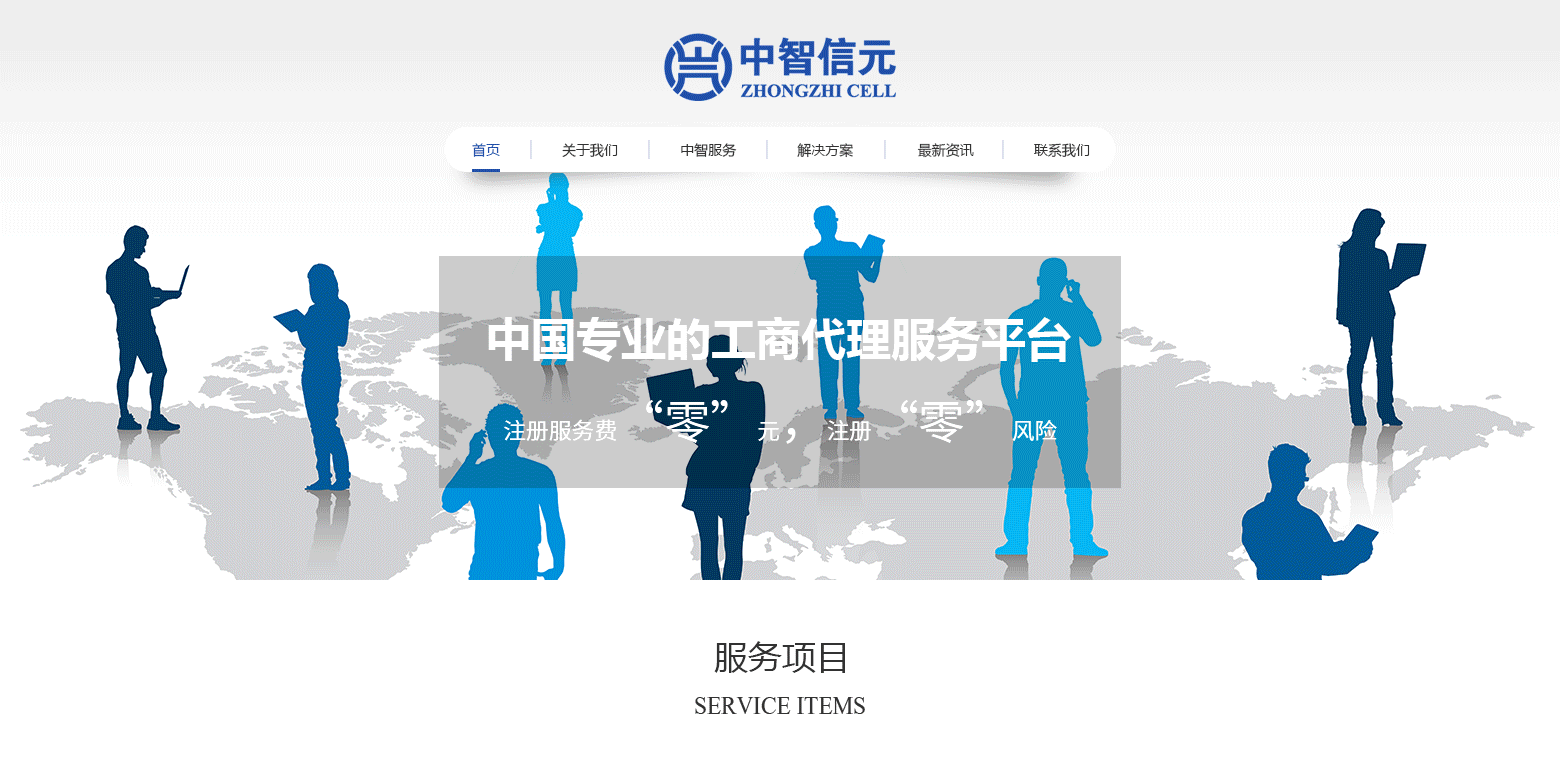 中智信元
ZHONGZHI CELL
首页 关于我们 中智服务 解决方案 最新资讯 联系我们
中国专业的工商代理服务平台
注册服务费“零”元，注册“零”风险
服务项目
SERVICE ITEMS